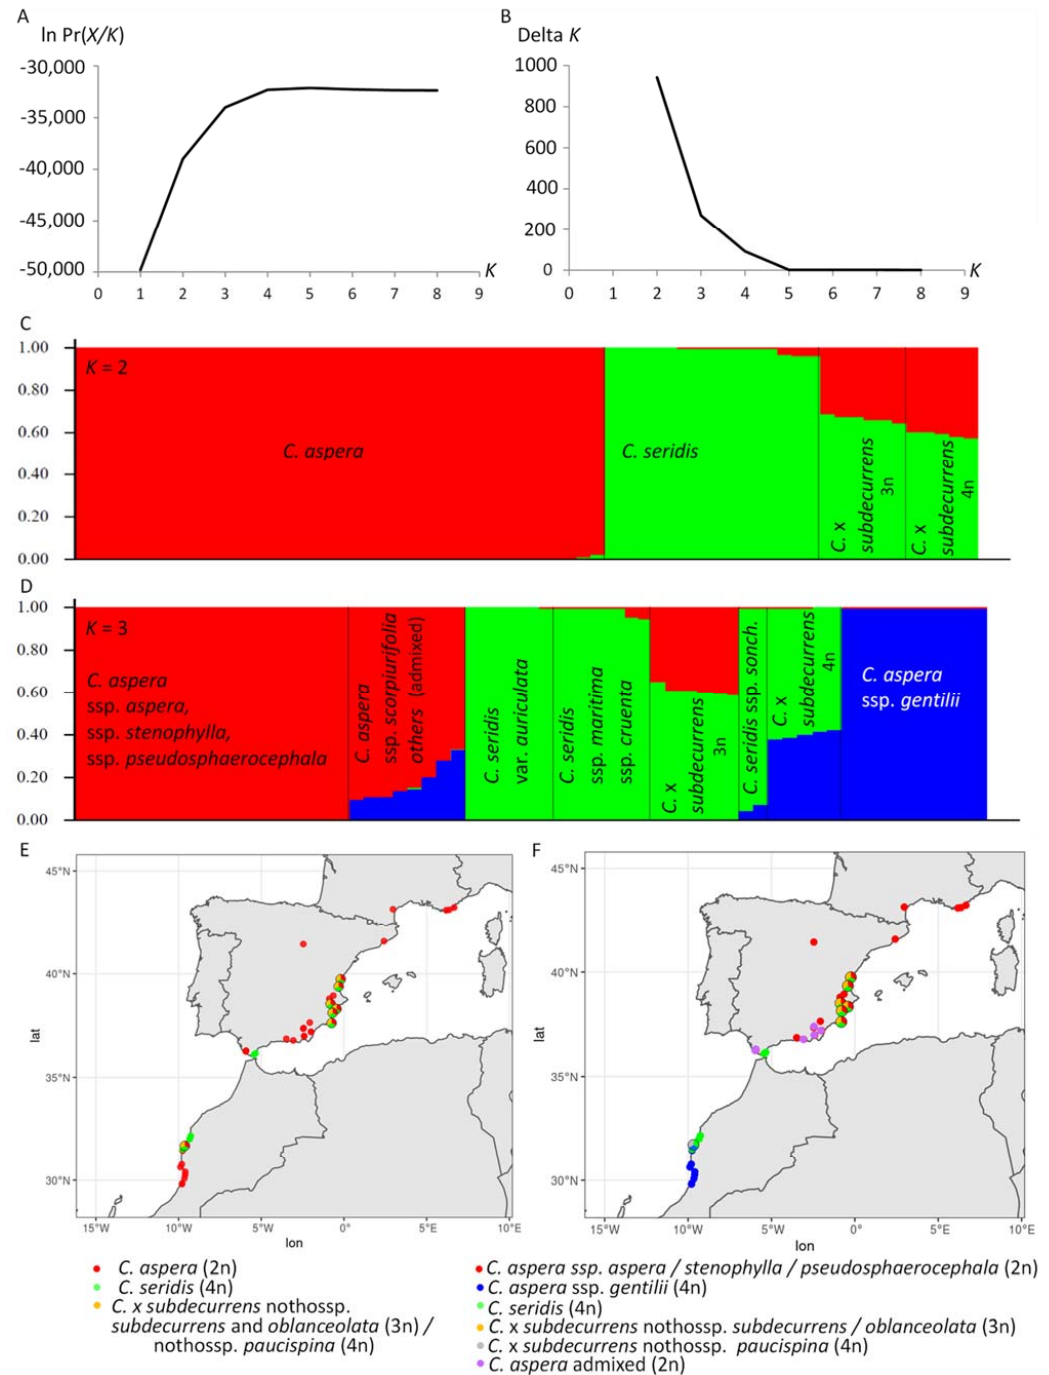 A
ln Pr(X/K)
-30,000
-35,000
-40,000
-45,000
-50,000
0 1 2 3 4 5 6 7 8 9
K
B
Delta K
1000
800
600
400
200
0
0 1 2 3 4 5 6 7 8 9
K
C
1.00
0.80
0.60
0.40
0.20
0.00
K = 2
C. aspera
C. seridis
C. x
subdecurrens
3n
C. x
subdecurrens
4n
D
1.00
0.80
0.60
0.40
0.20
0.00
K = 3
C. aspera
ssp. aspera,
ssp. stenophylla,
ssp. pseudosphaerocephala
C. aspera
ssp. scorpiurifolia
others (admixed)
C. seridis
var. auriculata
C. seridis
ssp. maritima
ssp. cruenta
C. x
subdecurrens
3n
C. seridis ssp. sonch.
C. x
subdecurrens
4n
C. aspera
ssp. gentilii
E
45°N
40°N
35°N
30°N
lat
15°W 10°W 5°W 0° 5°E 10°E
lon
F
45°N
40°N
35°N
30°N
lat
15°W 10°W 5°W 0° 5°E 10°E
lon
C. aspera (2n)
C. seridis (4n)
C. x subdecurrens nothossp.
subdecurrens and oblanceolata (3n) /
nothossp. paucispina (4n)
C. aspera ssp. aspera / stenophylla / pseudosphaerocephala (2n)
C. aspera ssp. gentilii (4n)
C. seridis (4n)
C. x subdecurrens nothossp. subdecurrens / oblanceolata (3n)
C. x subdecurrens nothossp. paucispina (4n)
C. aspera admixed (2n)